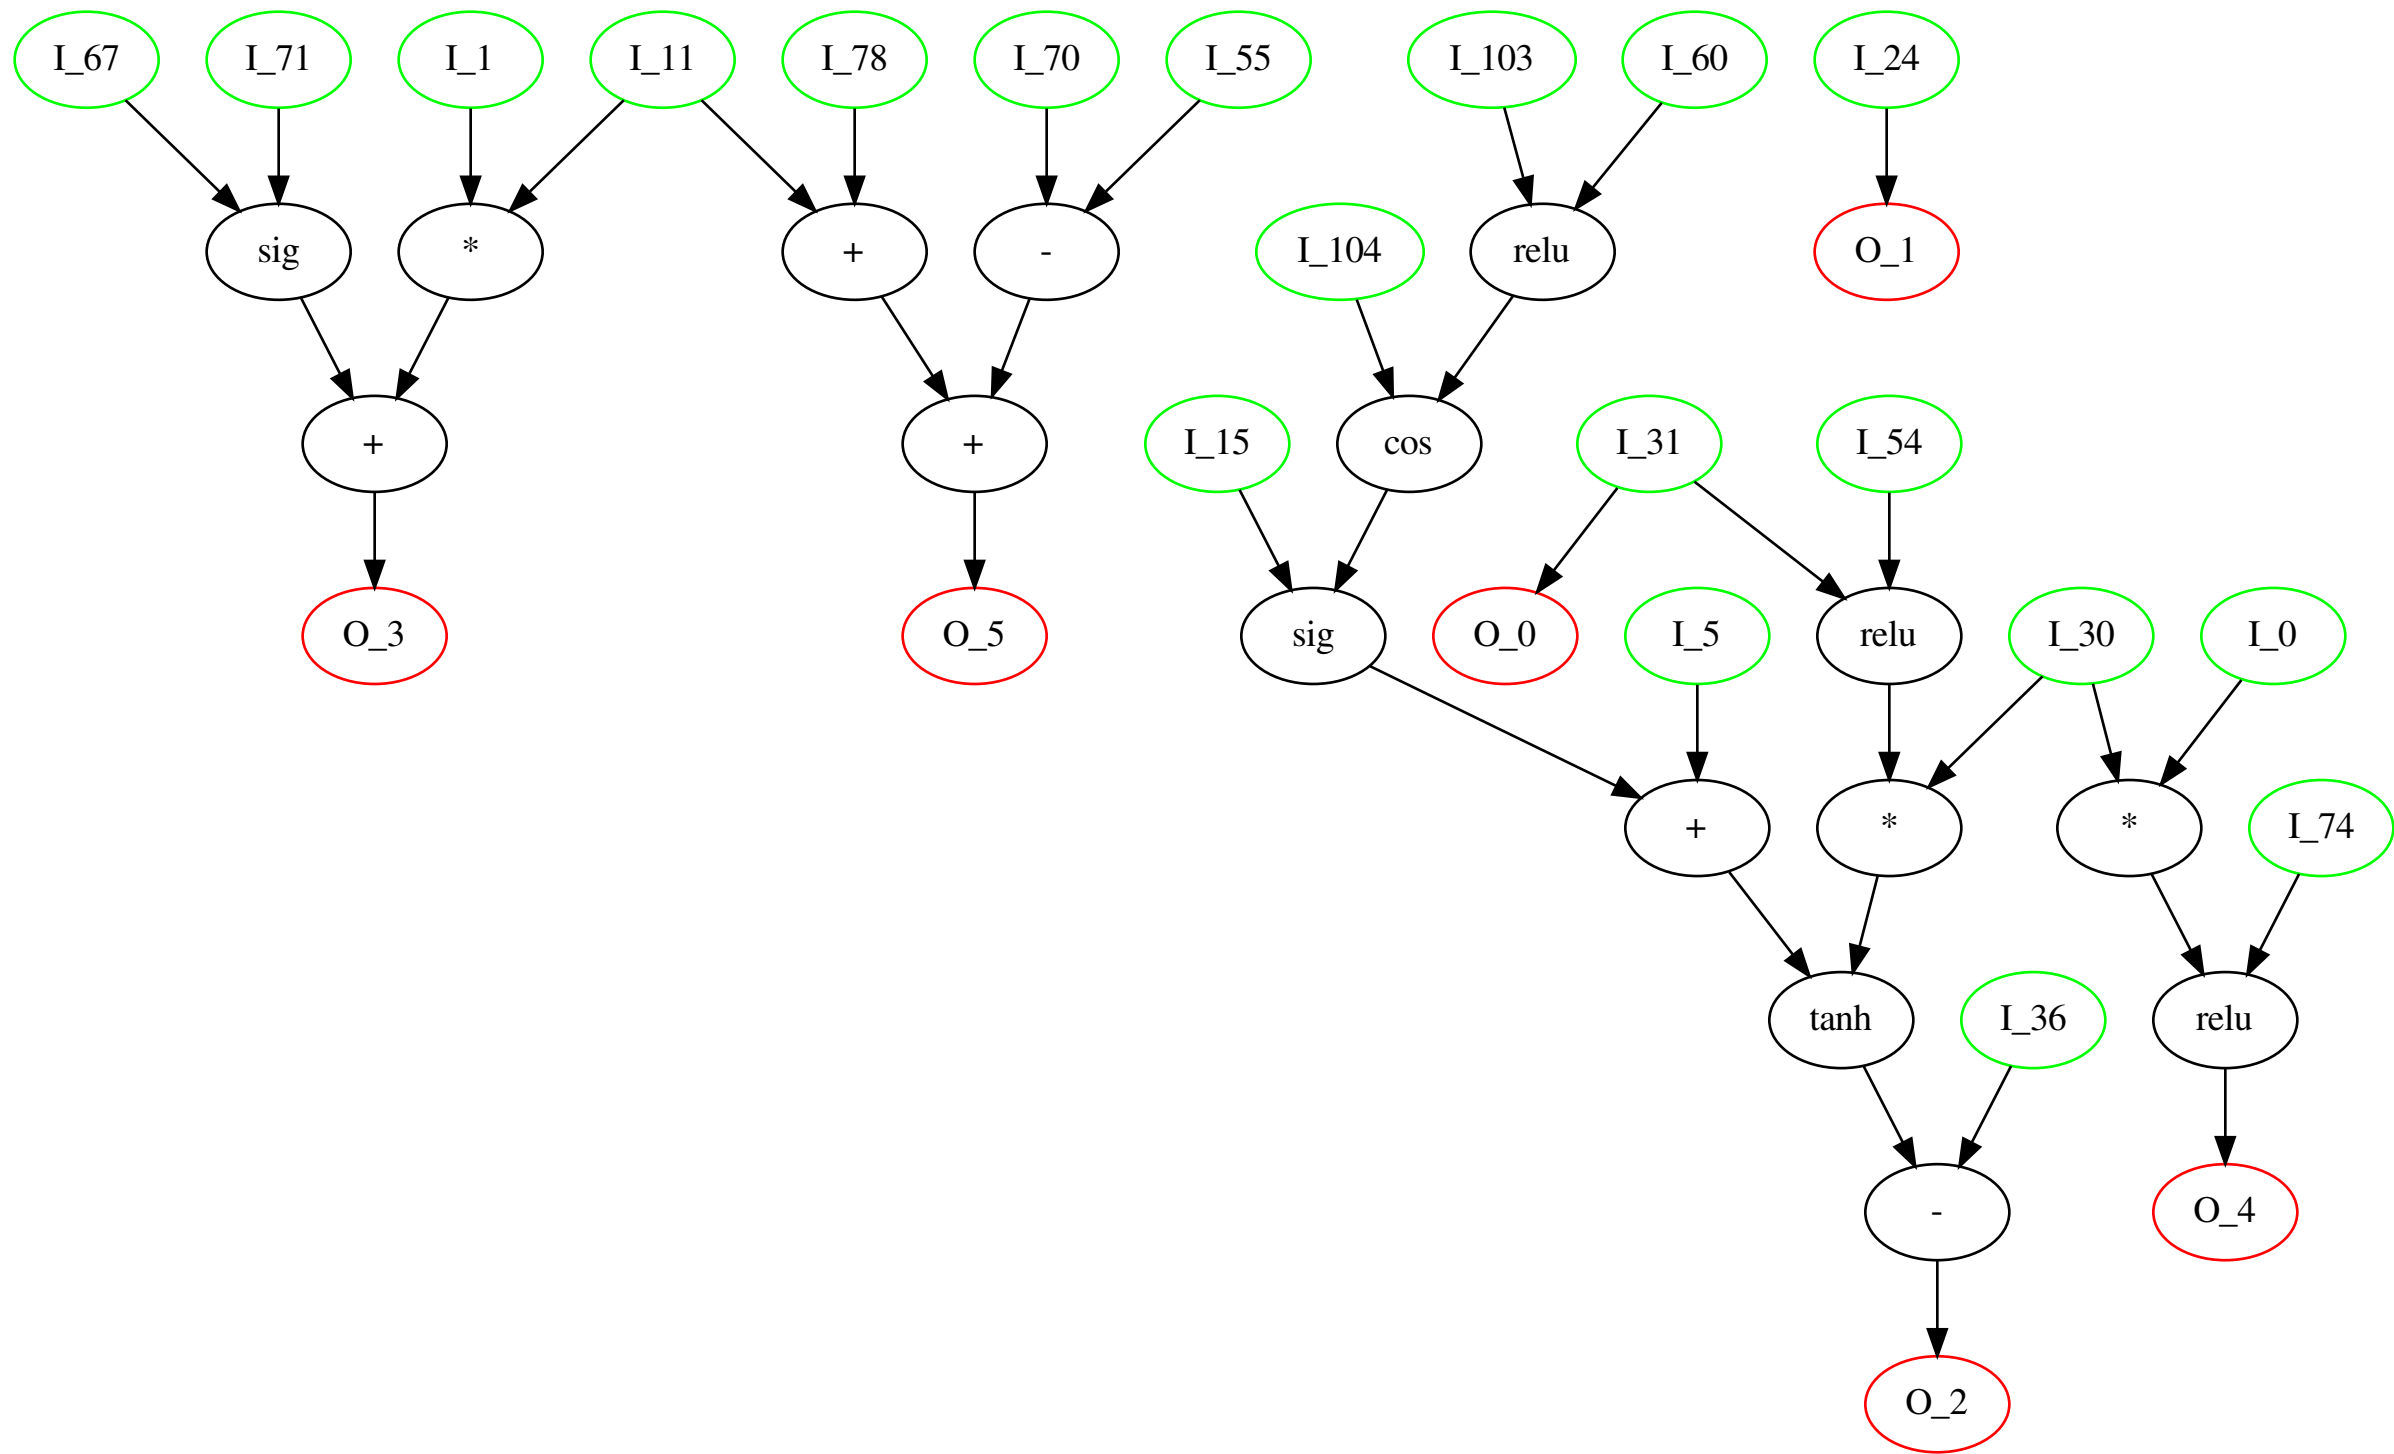 I_67 I_71 I_1 I_11 I_78 I_70 I_55 I_103 I_60 I_24
sig * + - I_104 relu O_1
+ + I_15 cos I_31 I_54
O_3 O_5 sig O_0 I_5 relu I_30 I_0
+ * * I_74
tanh I_36 relu
- O_4
O_2